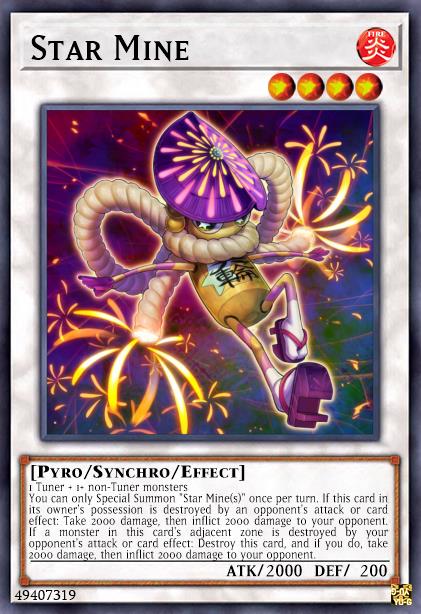 STAR MINE
FIRE
炎
[PYRO/SYNCHRO/EFFECT]
1 Tuner + 1+ non-Tuner monsters
You can only Special Summon "Star Mine(s)" once per turn. If this card in
its owner's possession is destroyed by an opponent's attack or card
effect: Take 2000 damage, then inflict 2000 damage to your opponent.
If a monster in this card's adjacent zone is destroyed by your
opponent's attack or card effect: Destroy this card, and if you do, take
2000 damage, then inflict 2000 damage to your opponent.
ATK/2000 DEF/ 200
49407319